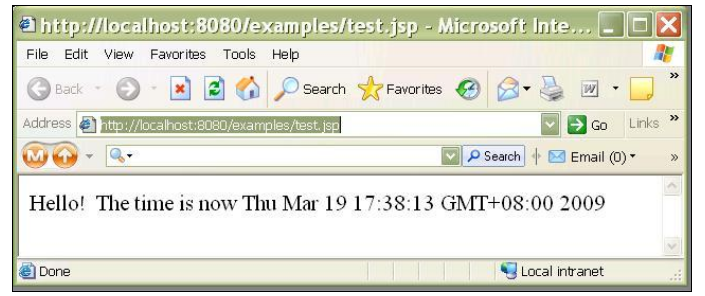 http://localhost:8080/examples/test.jsp - Microsoft Inte...
File Edit View Favorites Tools Help
Back Search Favorites W »
Address http://localhost:8080/examples/test.jsp Go Links »
M Search Email (0) »
Hello! The time is now Thu Mar 19 17:38:13 GMT+08:00 2009
Done Local intranet